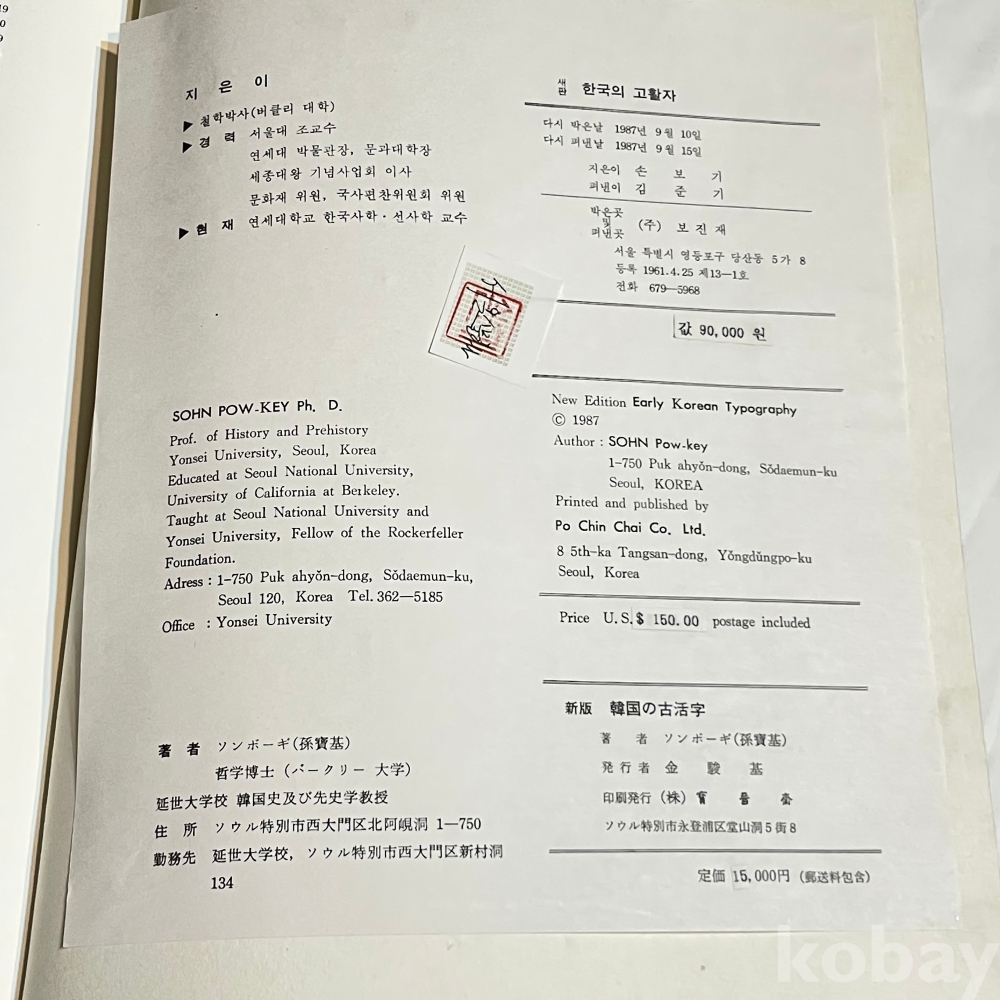 19
0
9
지 은 이
▶ 철학박사(버클리 대학)
▶ 경 력 서울대 조교수
연세대 박물관장, 문과대학장
세종대왕 기념사업회 이사
문화재 위원, 국사편찬위원회 위원
▶ 현 재 연세대학교 한국사학·선사학 교수
새판 한국의 고활자
다시 박은날 1987년 9월 10일
다시 펴낸날 1987년 9월 15일
지은이 손 보 기
펴낸이 김 준 기
박은곳 및 펴낸곳 (주) 보진재
서울 특별시 영등포구 당산동 5가 8
등록 1961.4.25 제13—1호
전화 679—5968
값 90,000 원
SOHN POW-KEY Ph. D.
Prof. of History and Prehistory
Yonsei University, Seoul, Korea
Educated at Seoul National University,
University of California at Berkeley.
Taught at Seoul National University and
Yonsei University, Fellow of the Rockerfeller
Foundation.
Adress : 1-750 Puk ahyŏn-dong, Sŏdaemun-ku,
Seoul 120, Korea Tel. 362—5185
Office : Yonsei University
New Edition Early Korean Typography
© 1987
Author : SOHN Pow-key
1-750 Puk ahyŏn-dong, Sŏdaemun-ku
Seoul, KOREA
Printed and published by
Po Chin Chai Co. Ltd.
8 5th-ka Tangsan-dong, Yŏngdŭngpo-ku
Seoul, Korea
Price U.S.$ 150.00 postage included
著 者 ソンボーギ(孫寶基)
哲学博士 (バークリー 大学)
延世大学校 韓国史及び先史学教授
住 所 ソウル特別市西大門区北阿峴洞 1—750
勤務先 延世大学校, ソウル特別市西大門区新村洞
134
新版 韓国の古活字
著 者 ソンボーギ(孫寶基)
発行者 金 駿 基
印刷発行 (株) 寶 晉 齋
ソウル特別市永登浦区堂山洞5街8
定価 15,000円 (郵送料包含)
kobay